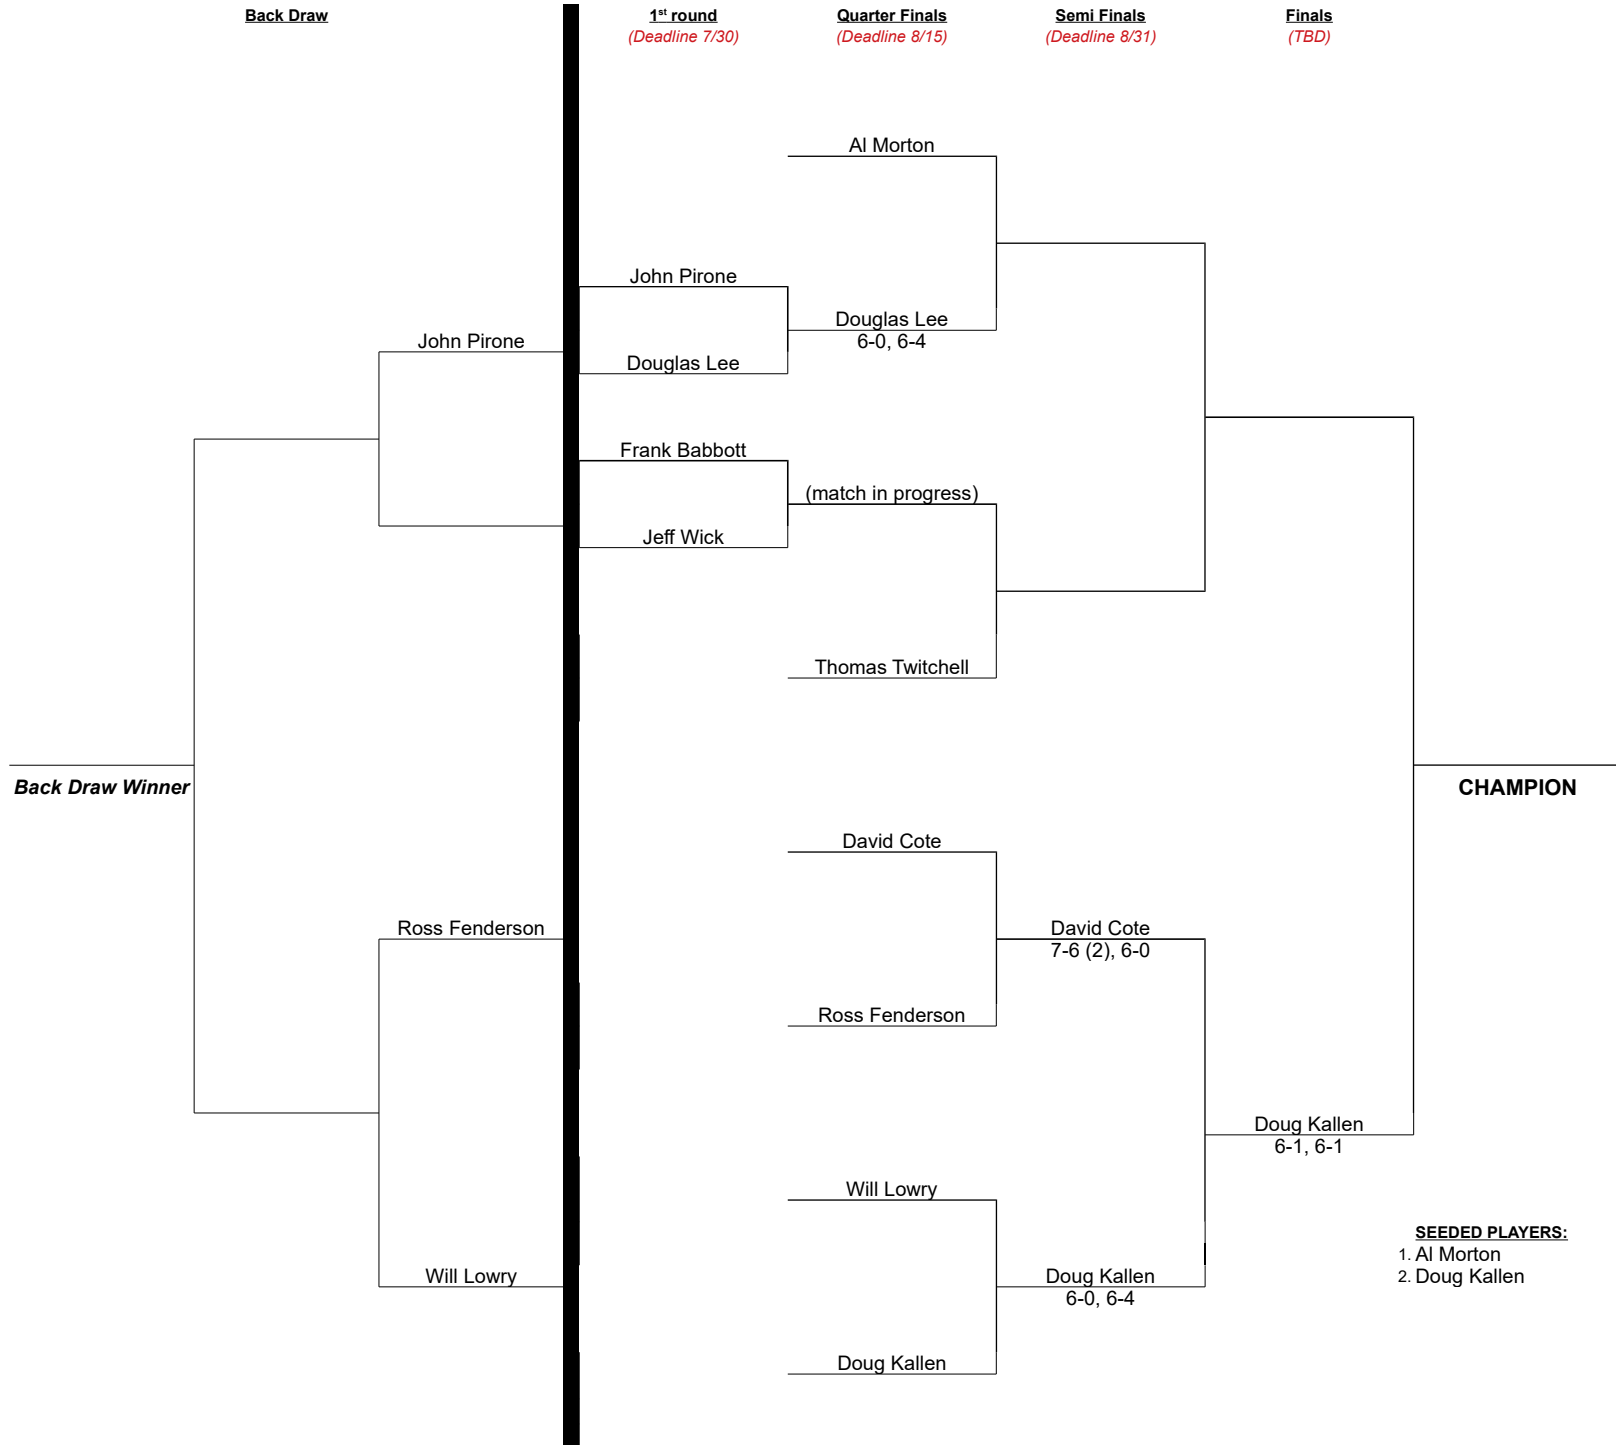 Back Draw
1st round
Quarter Finals
Semi Finals
Finals
(Deadline 7/30)
(Deadline 8/15)
(Deadline 8/31)
(TBD)
Al Morton
John Pirone
Douglas Lee
6-0, 6-4
John Pirone
Douglas Lee
Frank Babbott
(match in progress)
Jeff Wick
Thomas Twitchell
Back Draw Winner
CHAMPION
David Cote
Ross Fenderson
David Cote
7-6 (2), 6-0
Ross Fenderson
Doug Kallen
6-1, 6-1
Will Lowry
SEEDED PLAYERS:
1. Al Morton
2. Doug Kallen
Will Lowry
Doug Kallen
6-0, 6-4
Doug Kallen